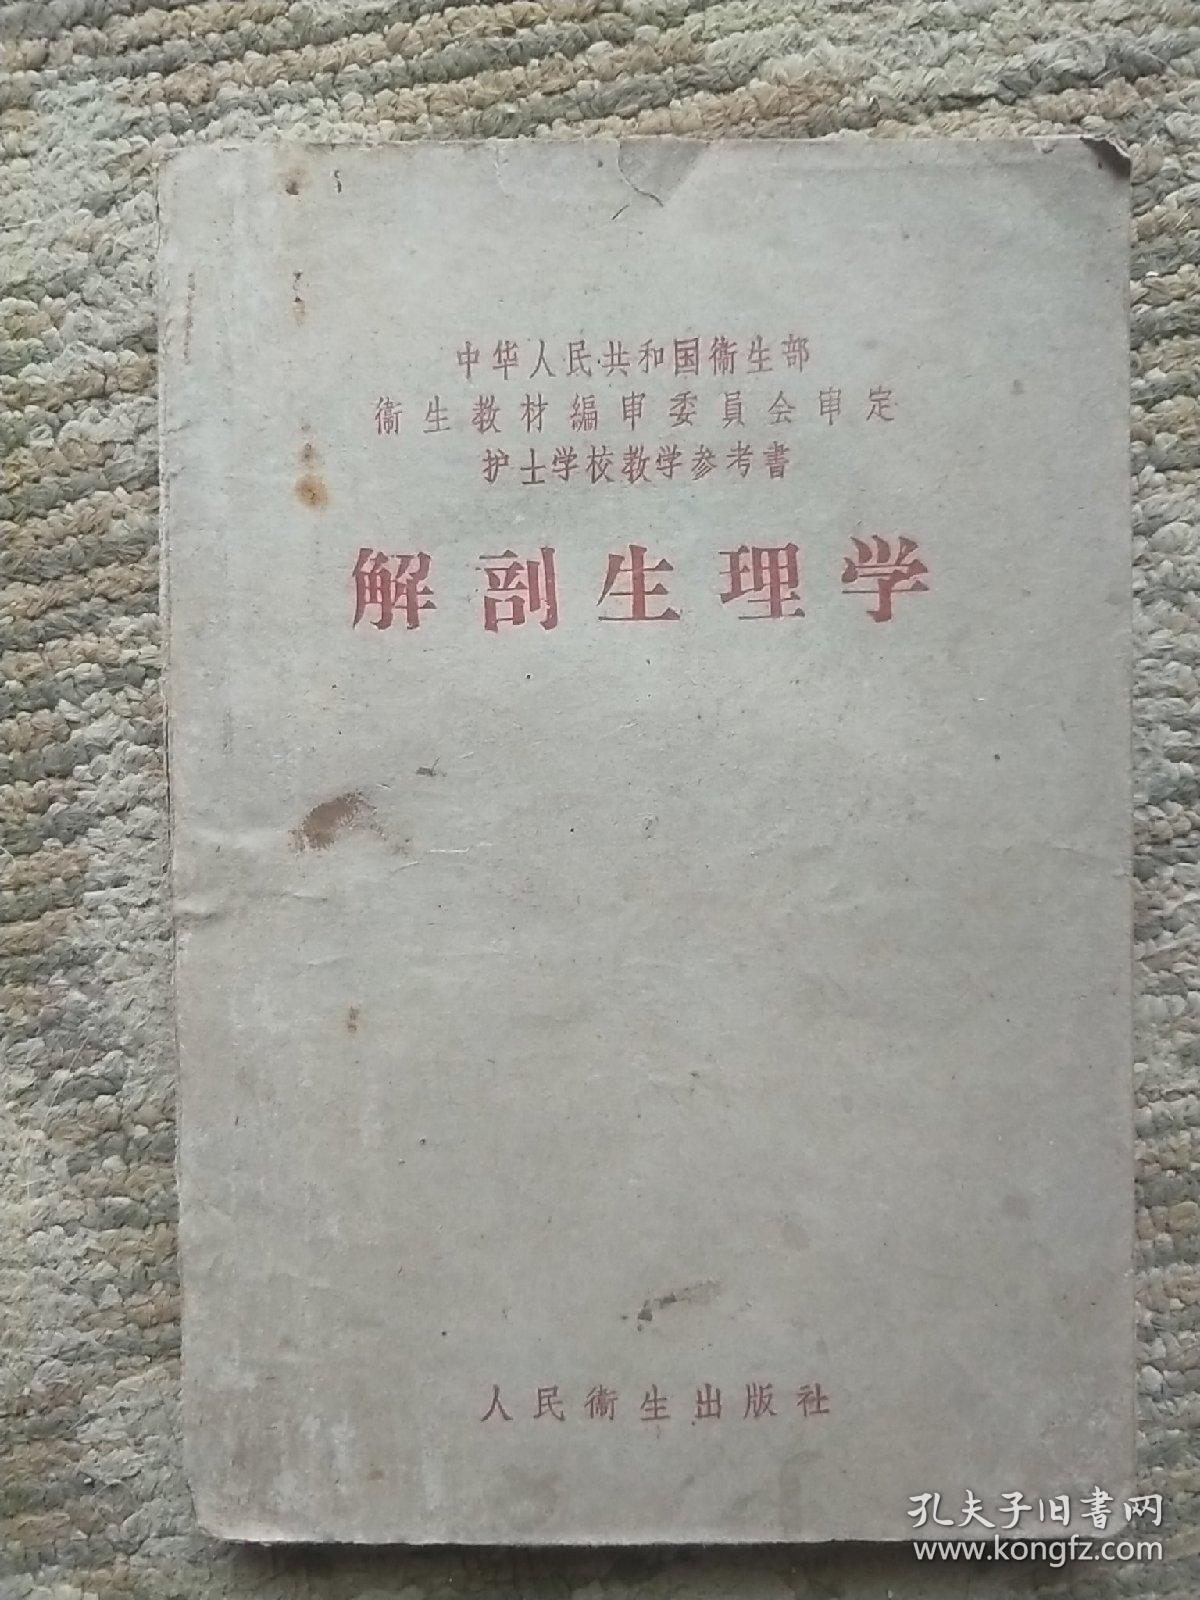 中华人民共和国衞生部
衞生教材編审委員会审定
护士学校教学参考書
解剖生理学
人民衞生出版社
孔夫子旧書网
www.kongfz.com